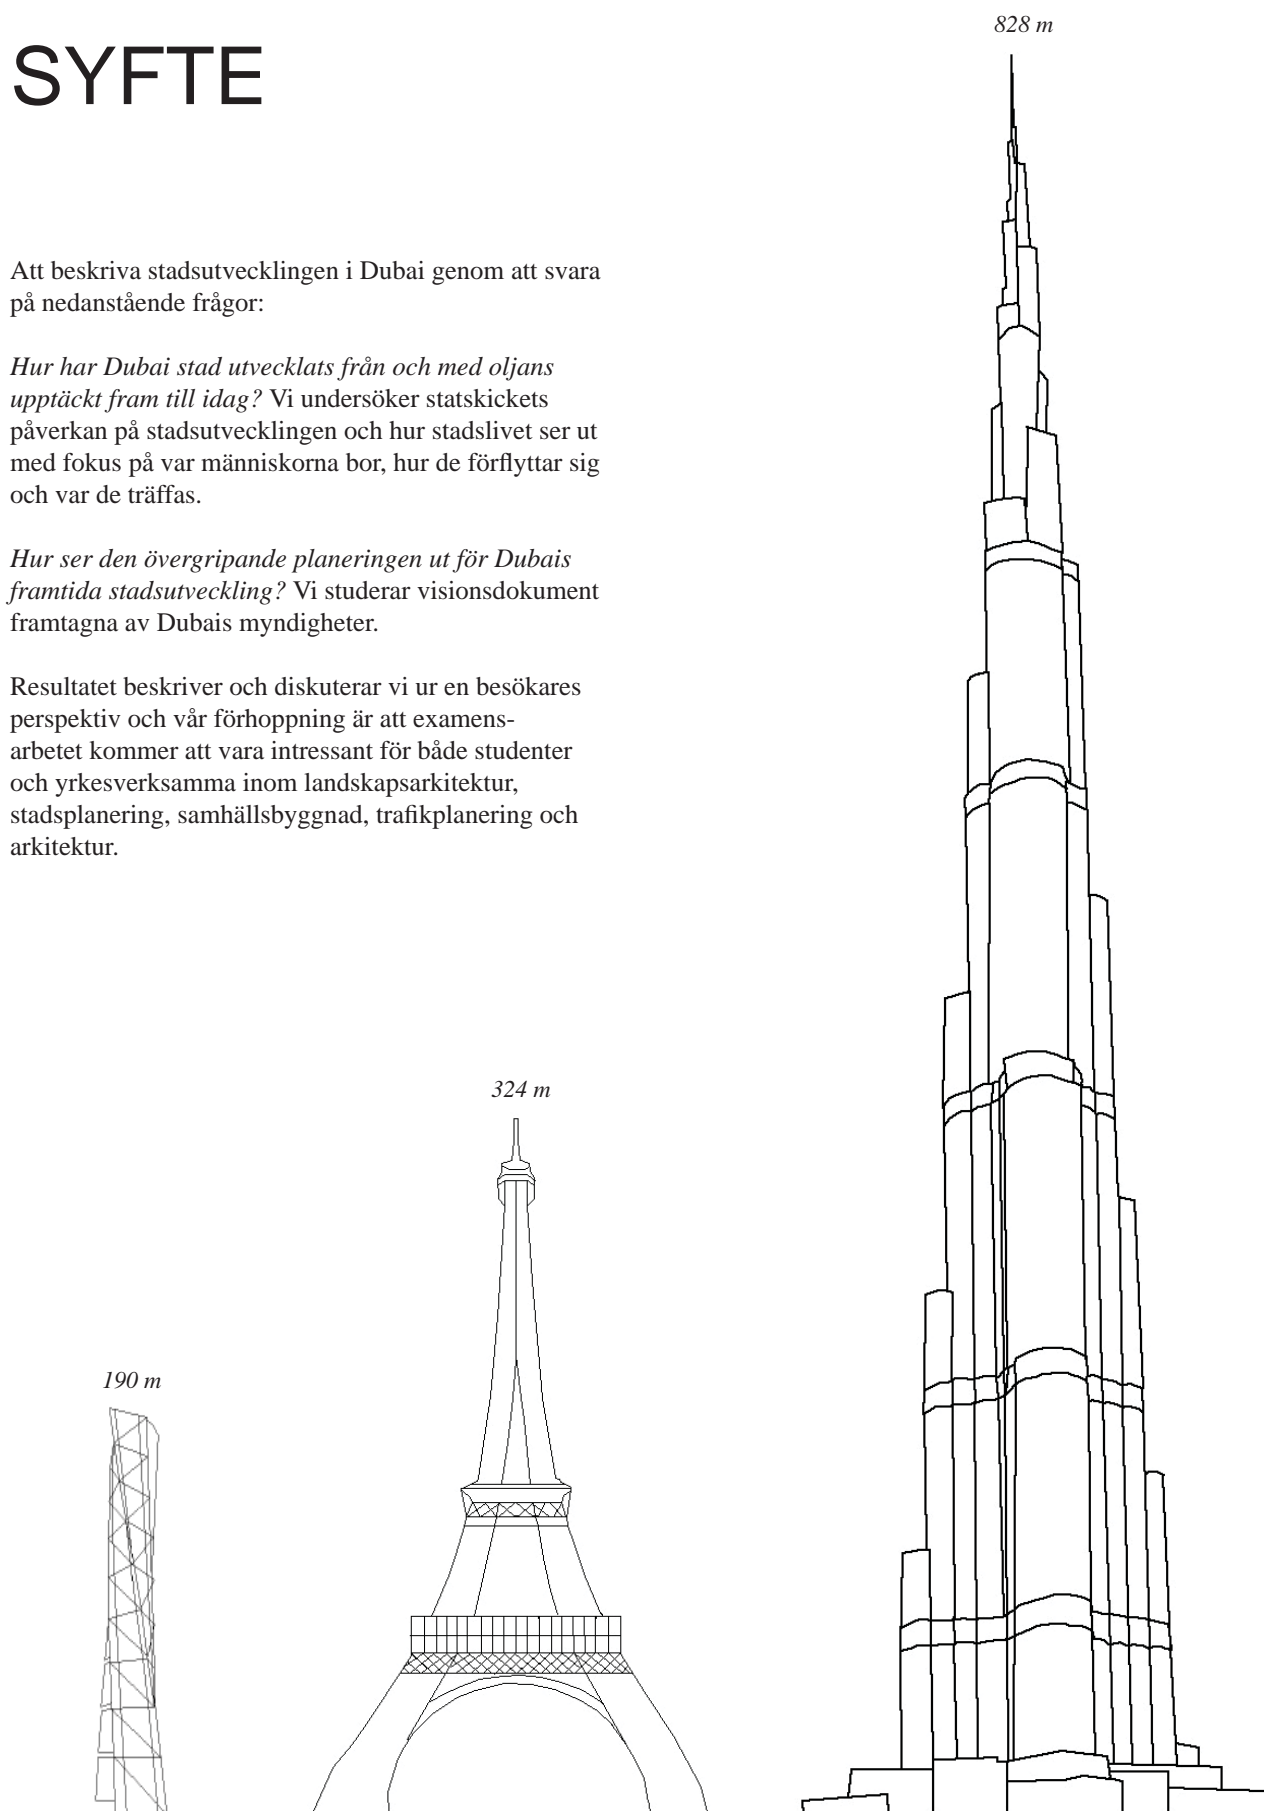 828 m
SYFTE
Att beskriva stadsutvecklingen i Dubai genom att svara
på nedanstående frågor:
Hur har Dubai stad utvecklats från och med oljans
upptäckt fram till idag? Vi undersöker statskickets
påverkan på stadsutvecklingen och hur stadslivet ser ut
med fokus på var människorna bor, hur de förflyttar sig
och var de träffas.
Hur ser den övergripande planeringen ut för Dubais
framtida stadsutveckling? Vi studerar visionsdokument
framtagna av Dubais myndigheter.
Resultatet beskriver och diskuterar vi ur en besökares
perspektiv och vår förhoppning är att examens-
arbetet kommer att vara intressant för både studenter
och yrkesverksamma inom landskapsarkitektur,
stadsplanering, samhällsbyggnad, trafikplanering och
arkitektur.
324 m
190 m